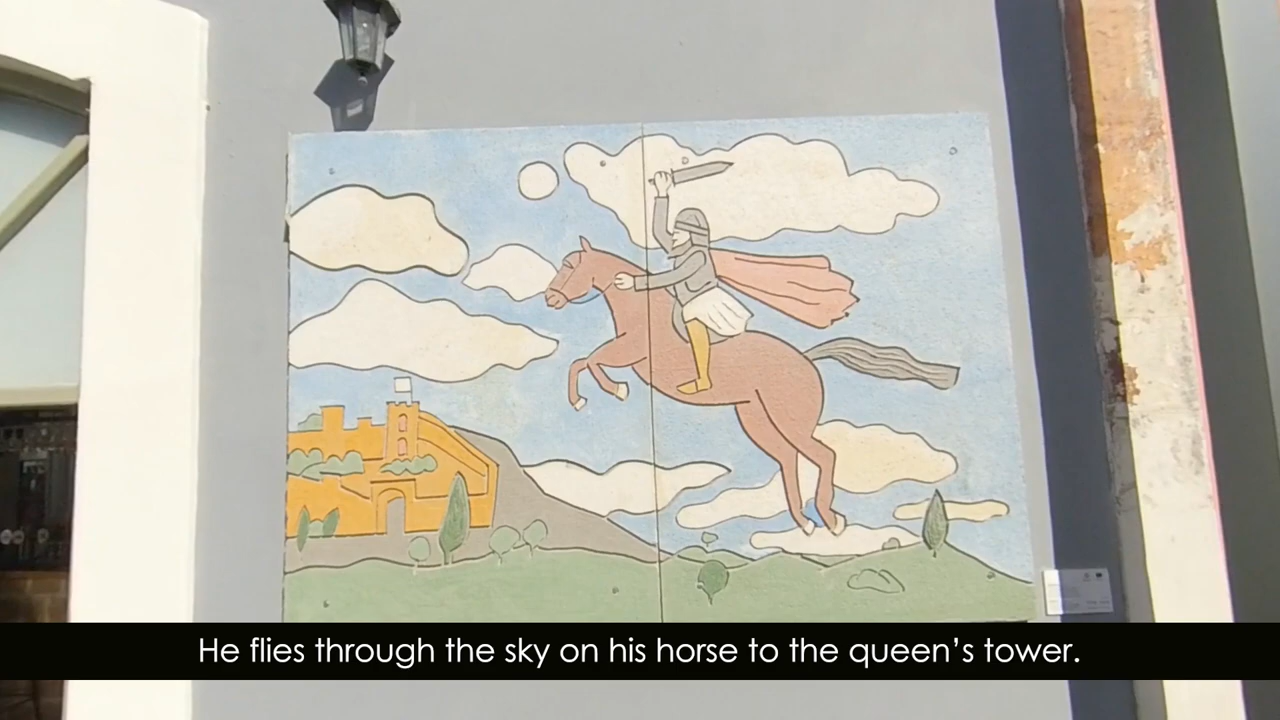 He flies through the sky on his horse to the queen’s tower.